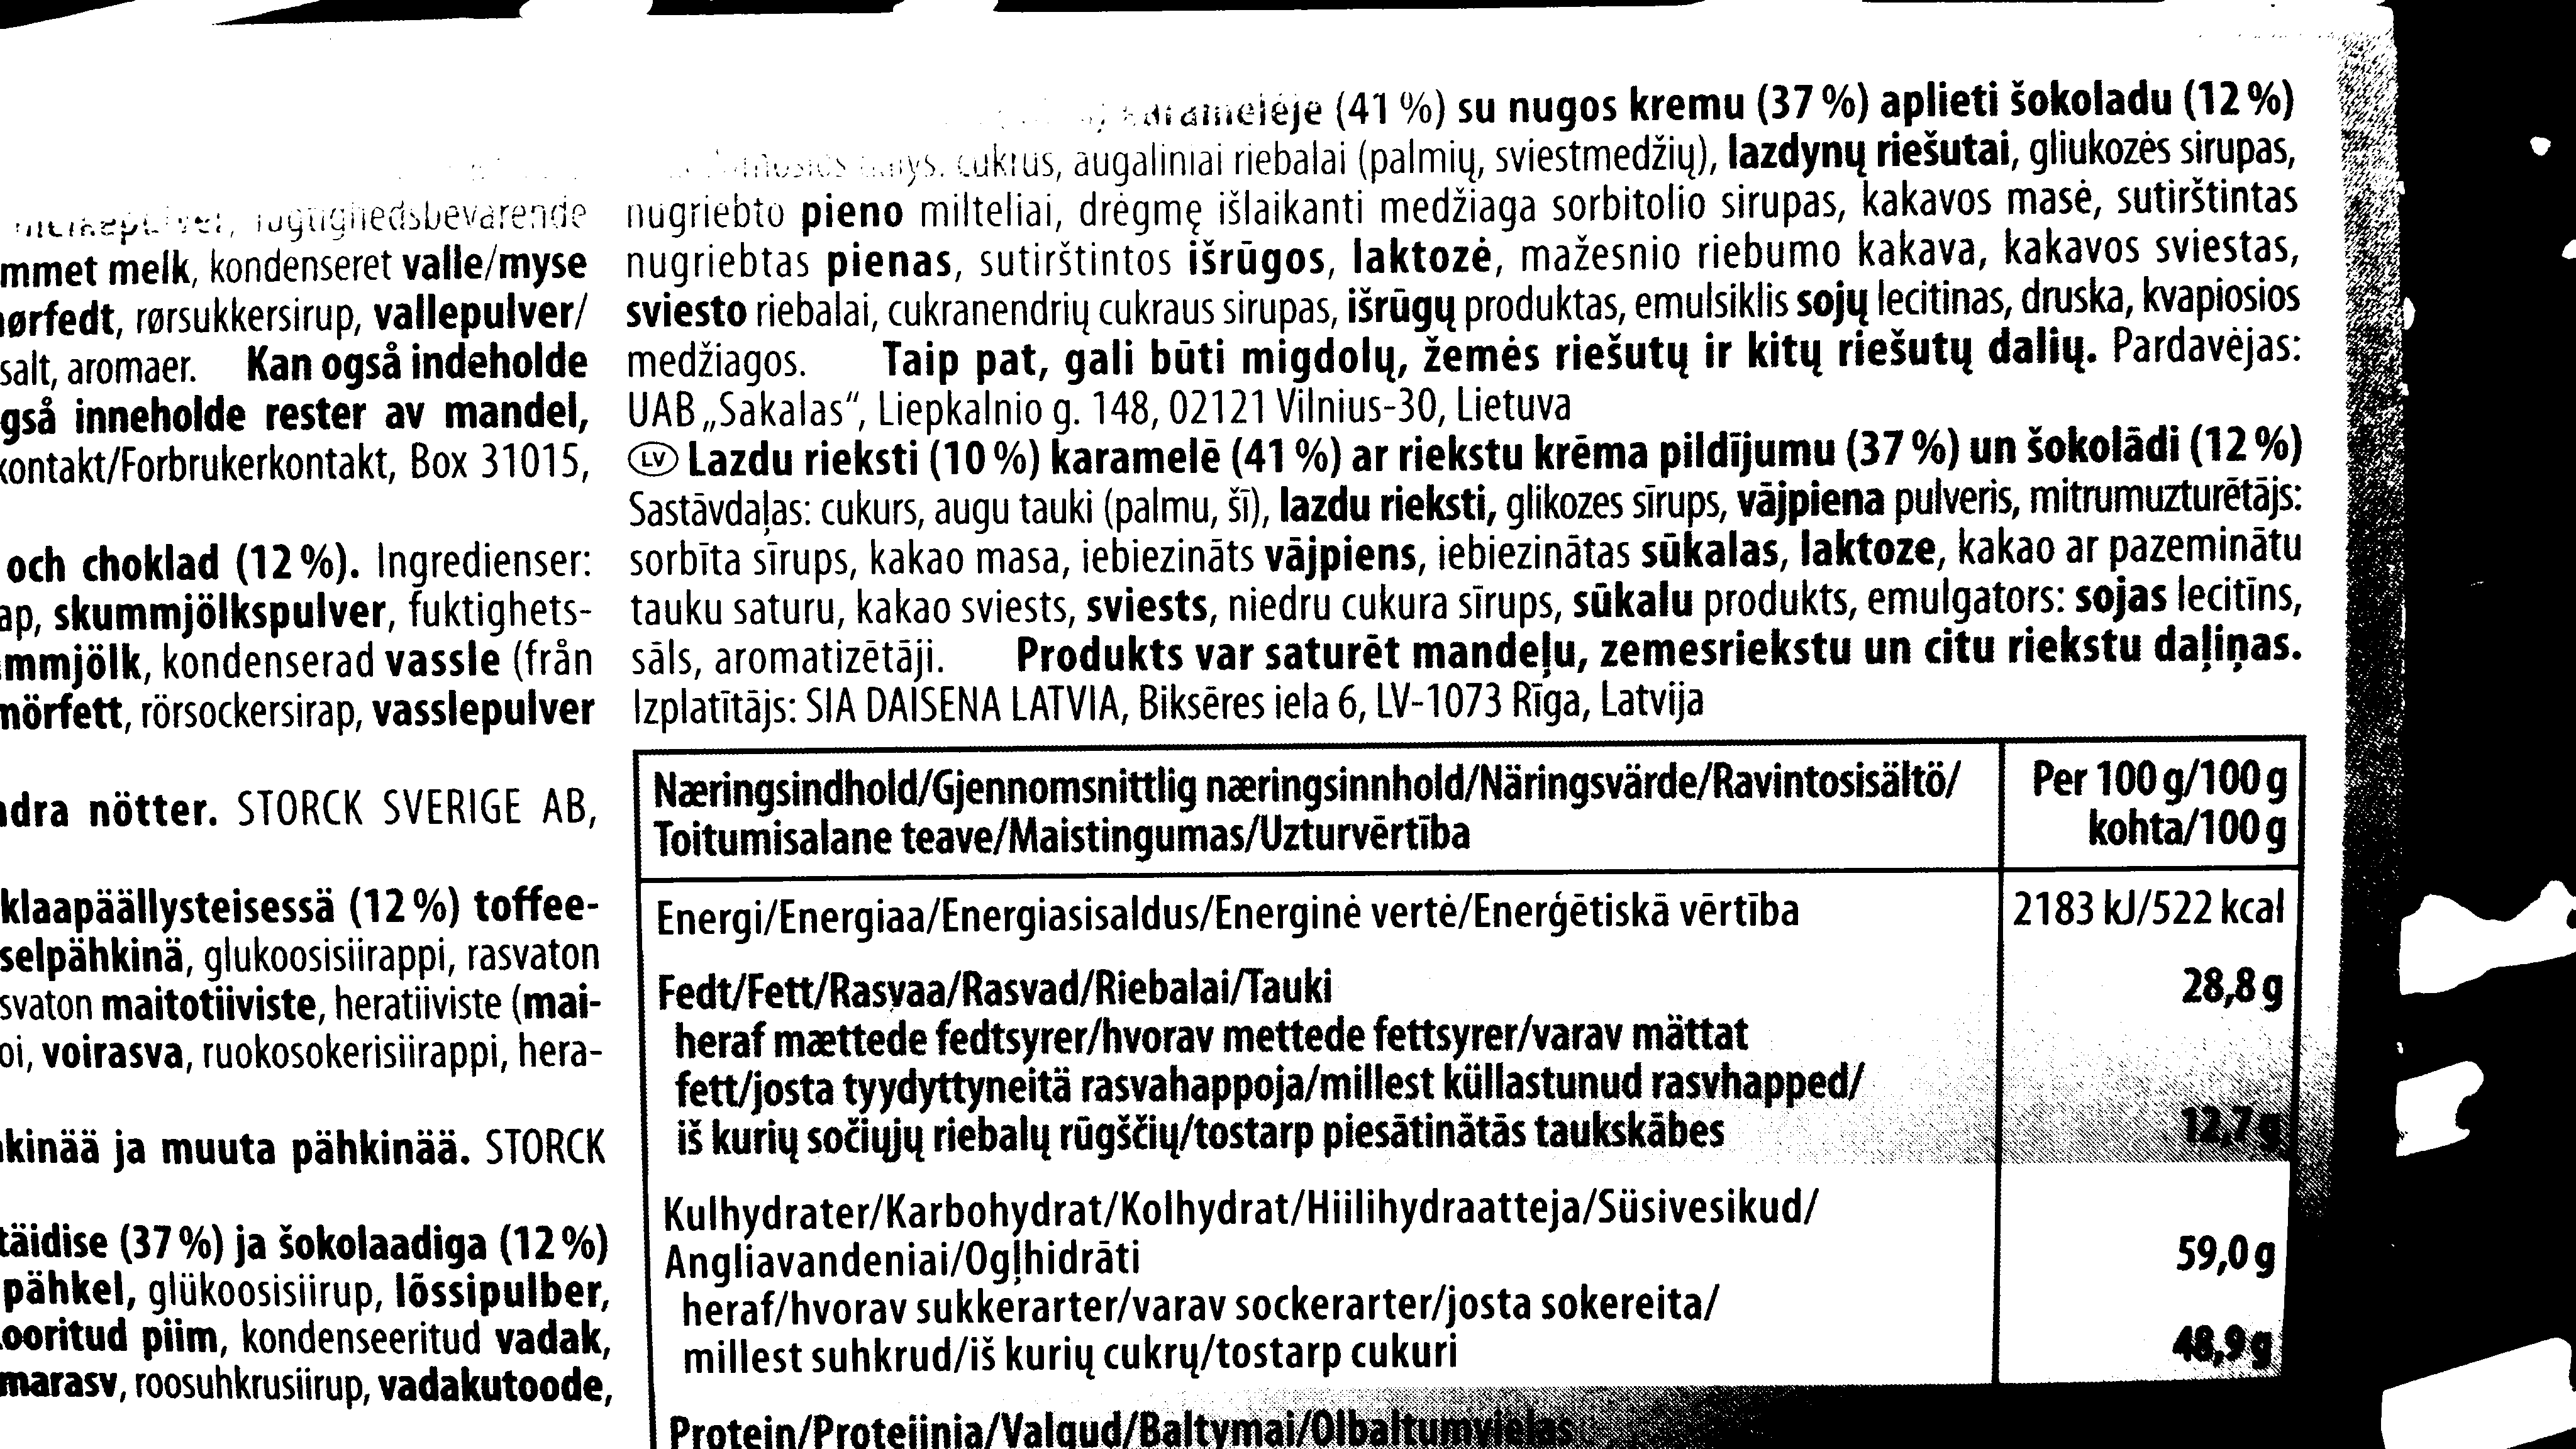 mmet melk, kondenseret valle/myse
ørfedt, rørsukkersirup, vallepulver/
salt, aromaer. Kan også indeholde
gså inneholde rester av mandel,
kontakt/Forbrukerkontakt, Box 31015,
och choklad (12 %). Ingredienser:
ap, skummjölkspulver, fuktighets-
mmjölk, kondenserad vassle (från
mörfett, rörsockersirap, vasslepulver
ndra nötter. STORCK SVERIGE AB,
klaapäällysteisessä (12 %) toffee-
selpähkinä, glukoosisiirappi, rasvaton
svaton maitotiiviste, heratiiviste (mai-
oi, voirasva, ruokosokerisiirappi, hera-
kinää ja muuta pähkinää. STORCK
täidise (37 %) ja šokolaadiga (12 %)
pähkel, glükoosisiirup, lõssipulber,
ooritud piim, kondenseeritud vadak,
marasv, roosuhkrusiirup, vadakutoode,
(41 %) su nugos kremu (37 %) aplieti šokoladu (12 %)
cukrus, augaliniai riebalai (palmių, sviestmedžių), lazdynų riešutai, gliukozės sirupas,
nugriebto pieno milteliai, drėgmę išlaikanti medžiaga sorbitolio sirupas, kakavos masė, sutirštintas
nugriebtas pienas, sutirštintos išrūgos, laktozė, mažesnio riebumo kakava, kakavos sviestas,
sviesto riebalai, cukranendrių cukraus sirupas, išrūgų produktas, emulsiklis sojų lecitinas, druska, kvapiosios
medžiagos. Taip pat, gali būti migdolų, žemės riešutų ir kitų riešutų dalių. Pardavėjas:
UAB „Sakalas“, Liepkalnio g. 148, 02121 Vilnius-30, Lietuva
LV Lazdu rieksti (10 %) karamelē (41 %) ar riekstu krēma pildījumu (37 %) un šokolādi (12 %)
Sastāvdaļas: cukurs, augu tauki (palmu, šī), lazdu rieksti, glikozes sīrups, vājpiena pulveris, mitrumuzturētājs:
sorbīta sīrups, kakao masa, iebiezināts vājpiens, iebiezinātas sūkalas, laktoze, kakao ar pazeminātu
tauku saturu, kakao sviests, sviests, niedru cukura sīrups, sūkalu produkts, emulgators: sojas lecitīns,
sāls, aromatizētāji. Produkts var saturēt mandeļu, zemesriekstu un citu riekstu daļiņas.
Izplatītājs: SIA DAISENA LATVIA, Biksēres iela 6, LV-1073 Rīga, Latvija
Næringsindhold/Gjennomsnittlig næringsinnhold/Näringsvärde/Ravintosisältö/
Toitumisalane teave/Maistingumas/Uzturvērtība
Per 100 g/100 g
kohta/100 g
Energi/Energiaa/Energiasisaldus/Energinė vertė/Enerģētiskā vērtība 2183 kJ/522 kcal
Fedt/Fett/Rasvaa/Rasvad/Riebalai/Tauki 28,8 g
heraf mættede fedtsyrer/hvorav mettede fettsyrer/varav mättat
fett/josta tyydyttyneitä rasvahappoja/millest küllastunud rasvhapped/
iš kurių sočiųjų riebalų rūgščių/tostarp piesātinātās taukskābes 12,7 g
Kulhydrater/Karbohydrat/Kolhydrat/Hiilihydraatteja/Süsivesikud/
Angliavandeniai/Ogļhidrāti 59,0 g
heraf/hvorav sukkerarter/varav sockerarter/josta sokereita/
millest suhkrud/iš kurių cukrų/tostarp cukuri 48,9 g
Protein/Proteiinia/Valgud/Baltymai/Olbaltumvielas